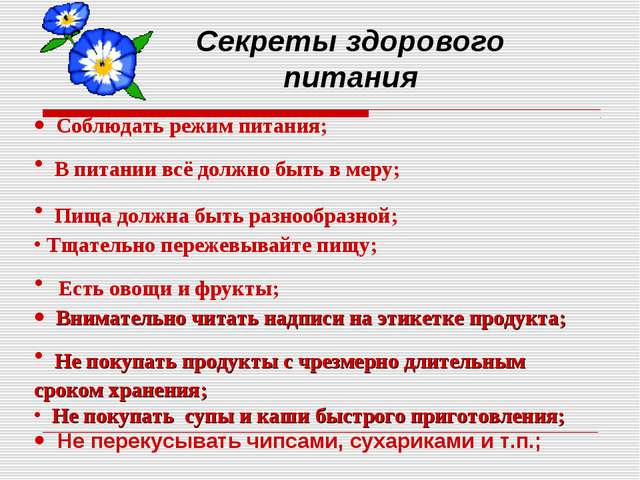 Секреты здорового
питания
• Соблюдать режим питания;
• В питании всё должно быть в меру;
• Пища должна быть разнообразной;
• Тщательно пережевывайте пищу;
• Есть овощи и фрукты;
• Внимательно читать надписи на этикетке продукта;
• Не покупать продукты с чрезмерно длительным
сроком хранения;
• Не покупать супы и каши быстрого приготовления;
• Не перекусывать чипсами, сухариками и т.п.;